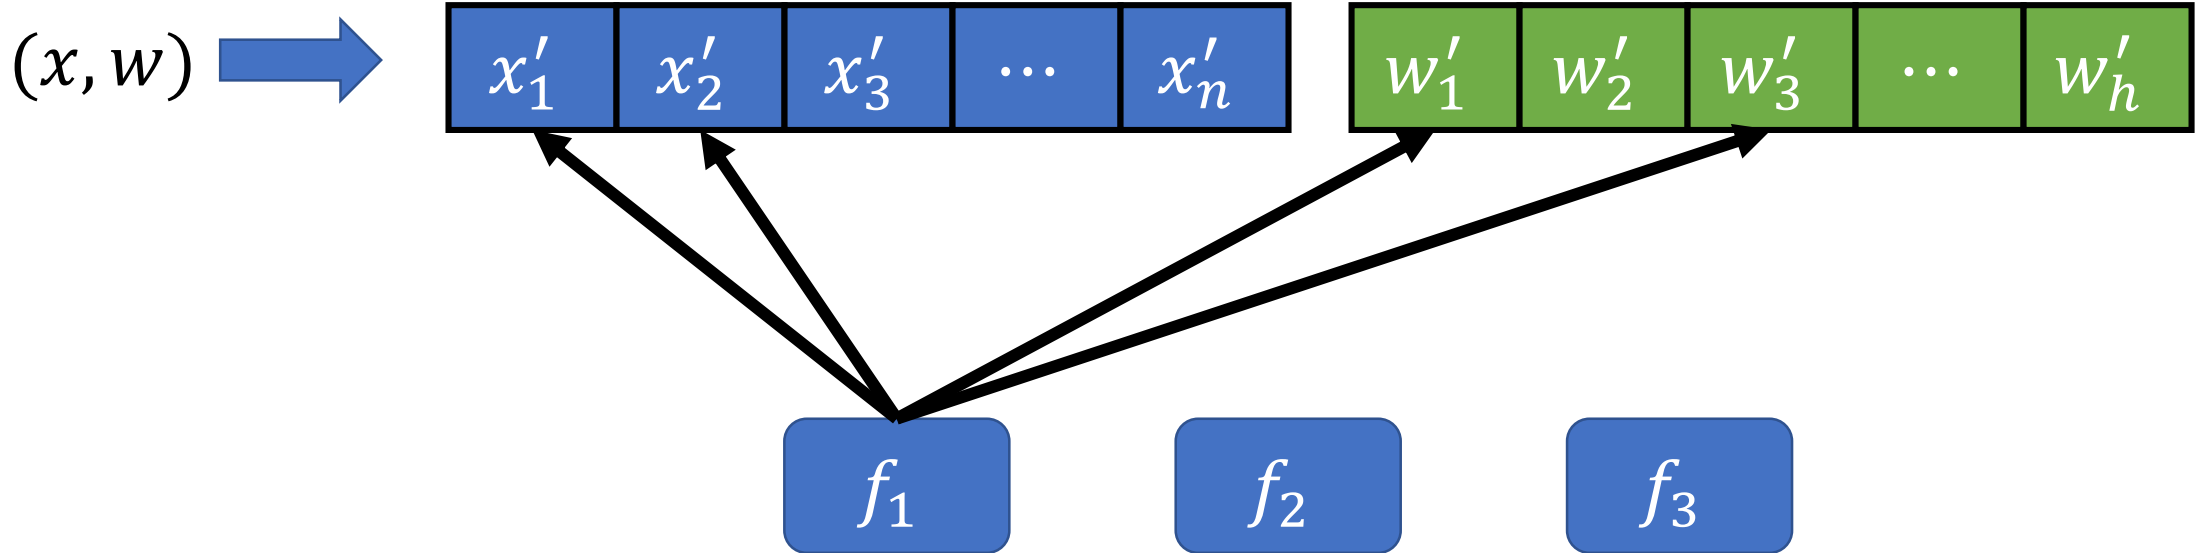 (x, w) x′₁ x′₂ x′₃ ⋯ x′ₙ w′₁ w′₂ w′₃ ⋯ w′ₕ
f₁ f₂ f₃